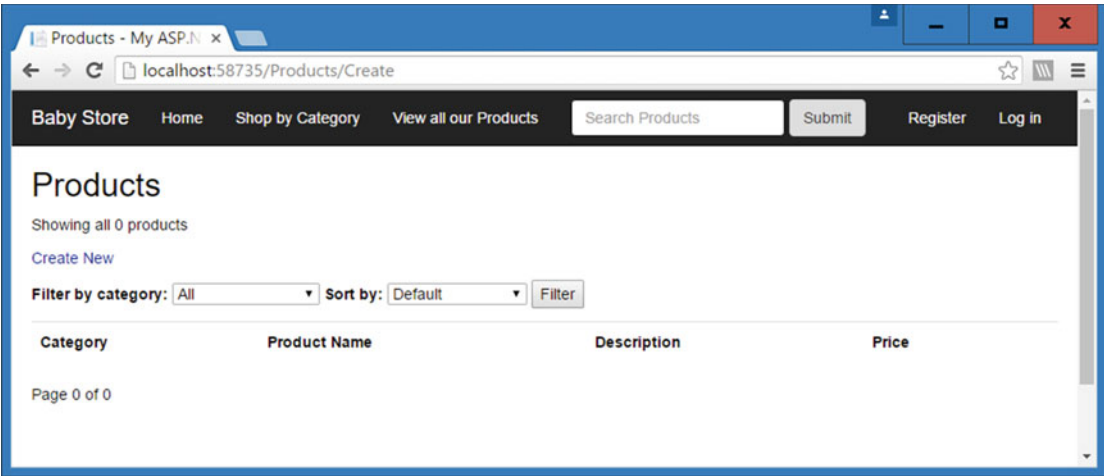 Products - My ASP.N
localhost:58735/Products/Create
Baby Store Home Shop by Category View all our Products Search Products Submit Register Log in
Products
Showing all 0 products
Create New
Filter by category: All Sort by: Default Filter
Category Product Name Description Price
Page 0 of 0